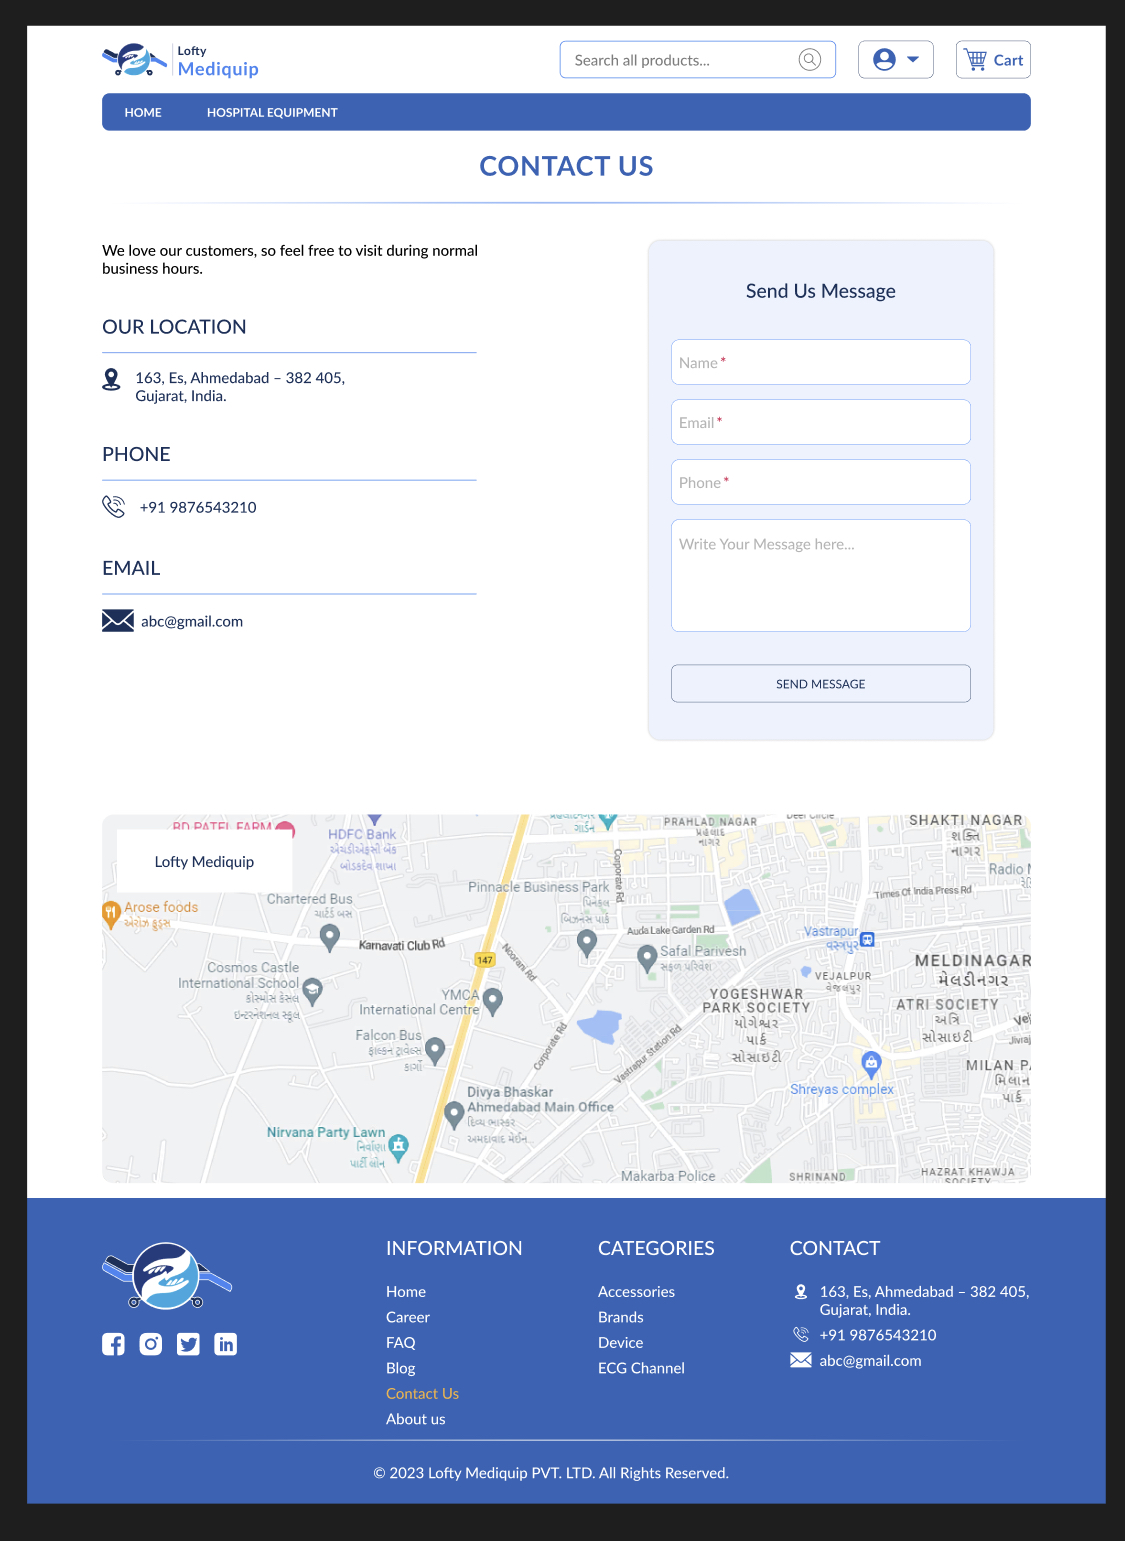 Lofty
Mediquip
Search all products...
Cart
HOME
HOSPITAL EQUIPMENT
CONTACT US
We love our customers, so feel free to visit during normal
business hours.
OUR LOCATION
163, Es, Ahmedabad – 382 405,
Gujarat, India.
PHONE
+91 9876543210
EMAIL
abc@gmail.com
Send Us Message
Name *
Email *
Phone *
Write Your Message here...
SEND MESSAGE
BD PATEL FARM
Lofty Mediquip
HDFC Bank
એચડીએફસી બેંક
બોડકદેવ શાખા
Arose foods
અરોઝ ફૂડ્સ
Chartered Bus
ચાર્ટર્ડ બસ
Karnavati Club Rd
Cosmos Castle
International School
કોસ્મોસ કેસલ
ઇન્ટરનેશનલ સ્કૂલ
YMCA
International Centre
Falcon Bus
ફાલ્કન ટ્રાવેલ્સ
કાર્ગો
Divya Bhaskar
Ahmedabad Main Office
દિવ્ય ભાસ્કર
અમદાવાદ મેઈન...
Nirvana Party Lawn
નિર્વાણા
પાર્ટી લોન
147
Nooran Rd
Corporate Rd
Corporate Rd
Pinnacle Business Park
પિનેકલ
બિઝનેસ પાર્ક
ગાર્ડન
PRAHLAD NAGAR
પ્રહલાદ
નાગર
Auda Lake Garden Rd
Safal Parivesh
સફળ પરિવેશ
Vastrapur Station Rd
YOGESHWAR
PARK SOCIETY
યોગેશ્વર
પાર્ક
સોસાઇટી
Makarba Police
SHRINAND
Vastrapur
વસ્ત્રાપુર
VEJALPUR
વેજલપુર
Times Of India Press Rd
SHAKTI NAGAR
શક્તિ
નાગર
Radio
MELDINAGAR
મેલડીનગર
ATRI SOCIETY
અત્રિ
સોસાઇટી
Shreyas complex
MILAN PA
મિલાન
પાર્ક
HAZRAT KHAWJA
SOCIETY
INFORMATION
Home
Career
FAQ
Blog
Contact Us
About us
CATEGORIES
Accessories
Brands
Device
ECG Channel
CONTACT
163, Es, Ahmedabad – 382 405,
Gujarat, India.
+91 9876543210
abc@gmail.com
© 2023 Lofty Mediquip PVT. LTD. All Rights Reserved.